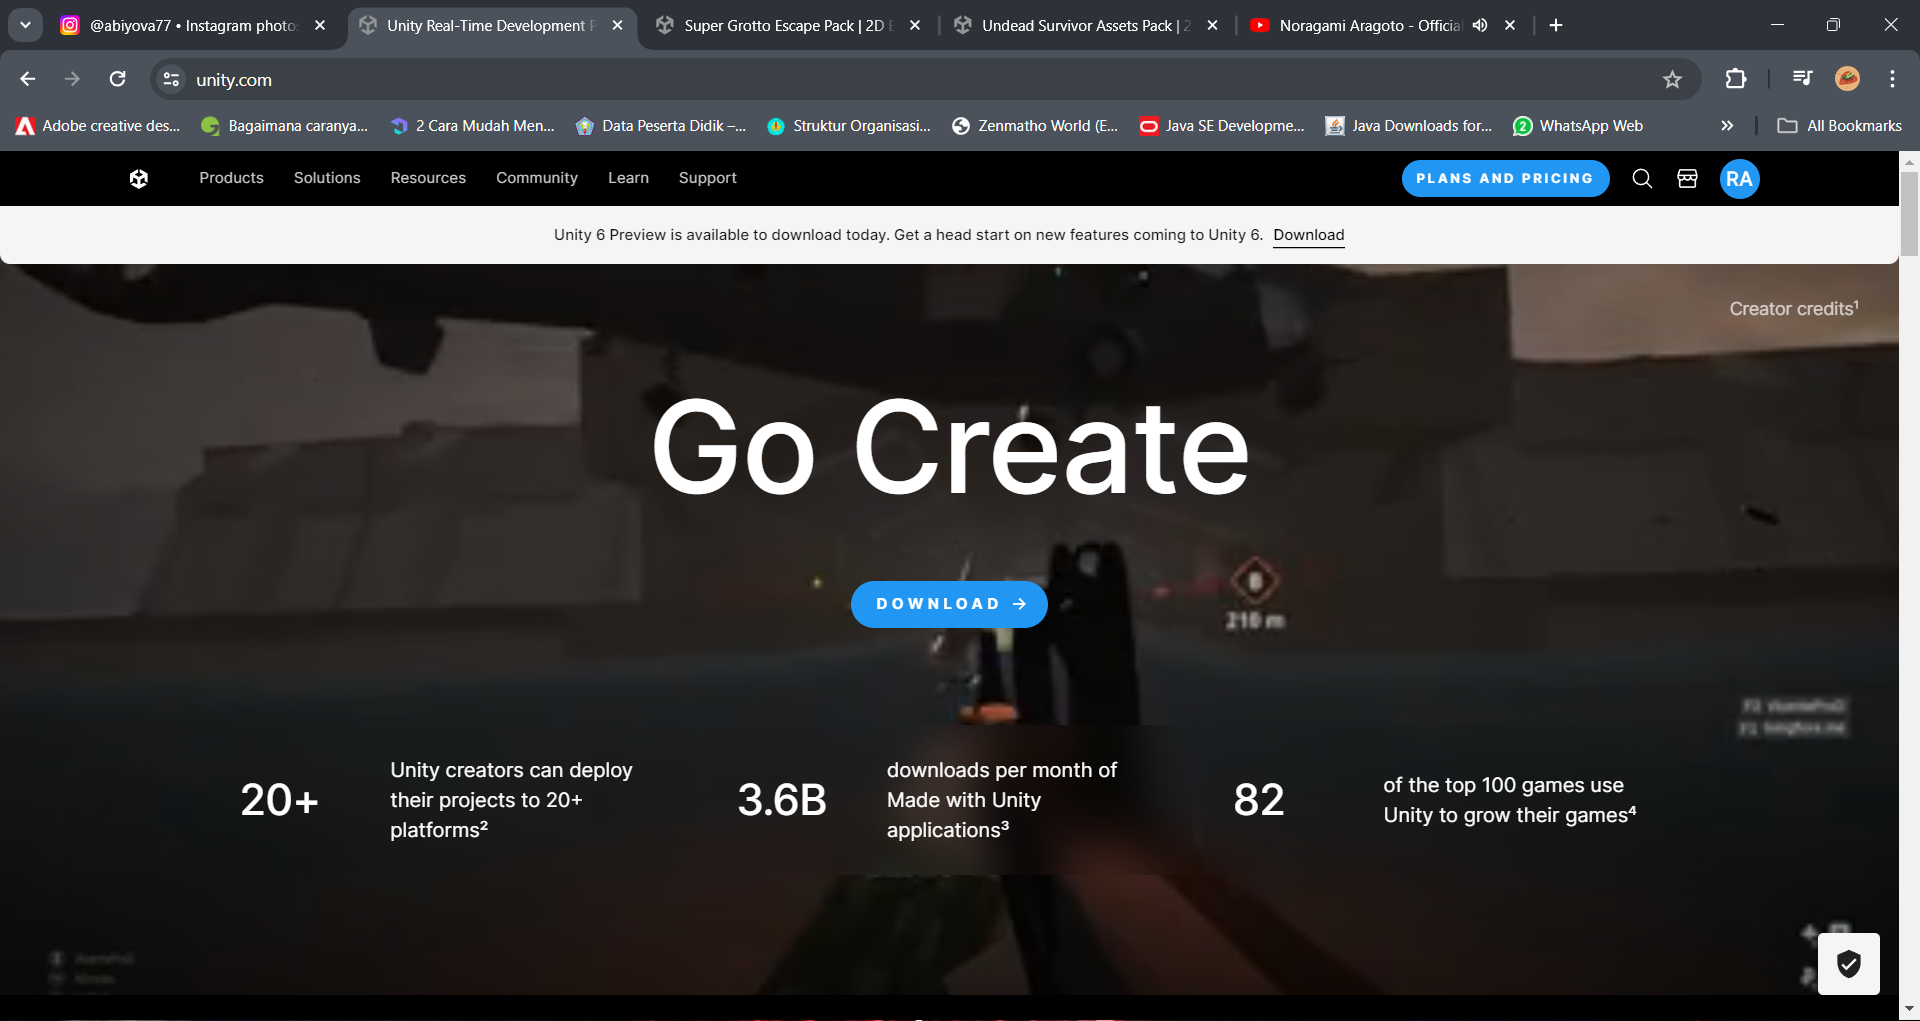 @abiyova77 • Instagram photo
Unity Real-Time Development
Super Grotto Escape Pack | 2D
Undead Survivor Assets Pack | 2
Noragami Aragoto - Official
unity.com
Adobe creative des...
Bagaimana caranya...
2 Cara Mudah Men...
Data Peserta Didik –...
Struktur Organisasi...
Zenmatho World (E...
Java SE Developme...
Java Downloads for...
2
WhatsApp Web
All Bookmarks
Products
Solutions
Resources
Community
Learn
Support
PLANS AND PRICING
RA
Unity 6 Preview is available to download today. Get a head start on new features coming to Unity 6. Download
Creator credits¹
Go Create
DOWNLOAD →
210 m
20+
Unity creators can deploy
their projects to 20+
platforms²
3.6B
downloads per month of
Made with Unity
applications³
82
of the top 100 games use
Unity to grow their games⁴